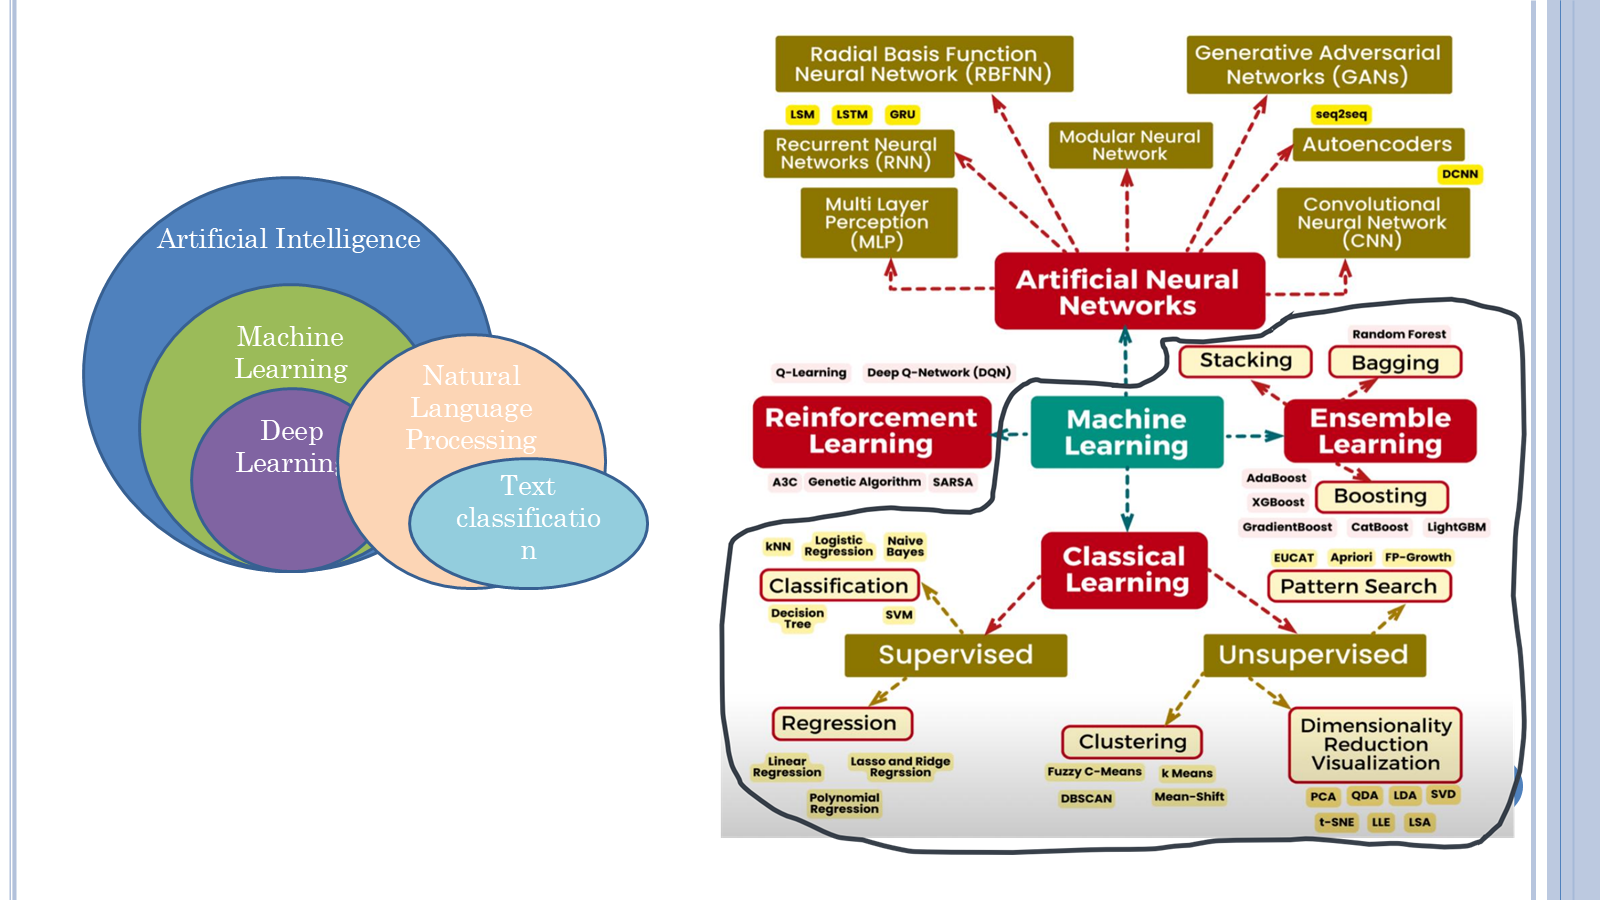 Artificial Intelligence
Machine
Learning
Deep
Learning
Natural
Language
Processing
Text
classificatio
n
Radial Basis Function
Neural Network (RBFNN)
Generative Adversarial
Networks (GANs)
LSM LSTM GRU
Recurrent Neural
Networks (RNN)
Modular Neural
Network
seq2seq
Autoencoders
DCNN
Multi Layer
Perception
(MLP)
Convolutional
Neural Network
(CNN)
Artificial Neural
Networks
Random Forest
Stacking
Bagging
Q-Learning Deep Q-Network (DQN)
Reinforcement
Learning
A3C Genetic Algorithm SARSA
Machine
Learning
Ensemble
Learning
AdaBoost
XGBoost
Boosting
GradientBoost CatBoost LightGBM
Classical
Learning
kNN
Logistic
Regression
Naive
Bayes
Classification
Decision
Tree
SVM
EUCAT Apriori FP-Growth
Pattern Search
Supervised
Unsupervised
Regression
Linear
Regression
Lasso and Ridge
Regrssion
Polynomial
Regression
Clustering
Fuzzy C-Means k Means
DBSCAN Mean-Shift
Dimensionality
Reduction
Visualization
PCA QDA LDA SVD
t-SNE LLE LSA